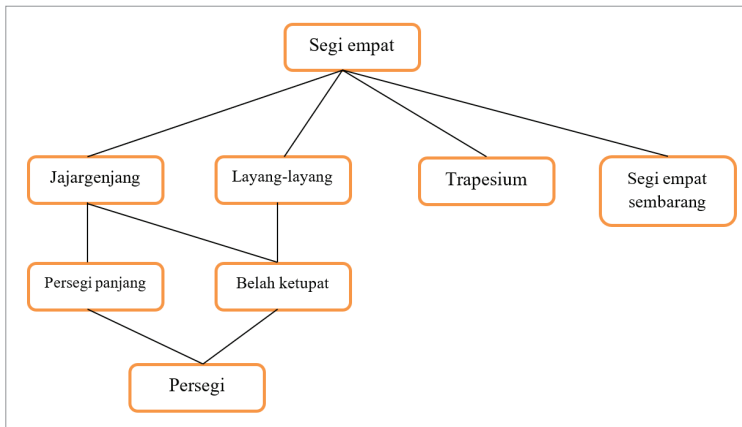 Segi empat
Jajargenjang
Layang-layang
Trapesium
Segi empat
sembarang
Persegi panjang
Belah ketupat
Persegi